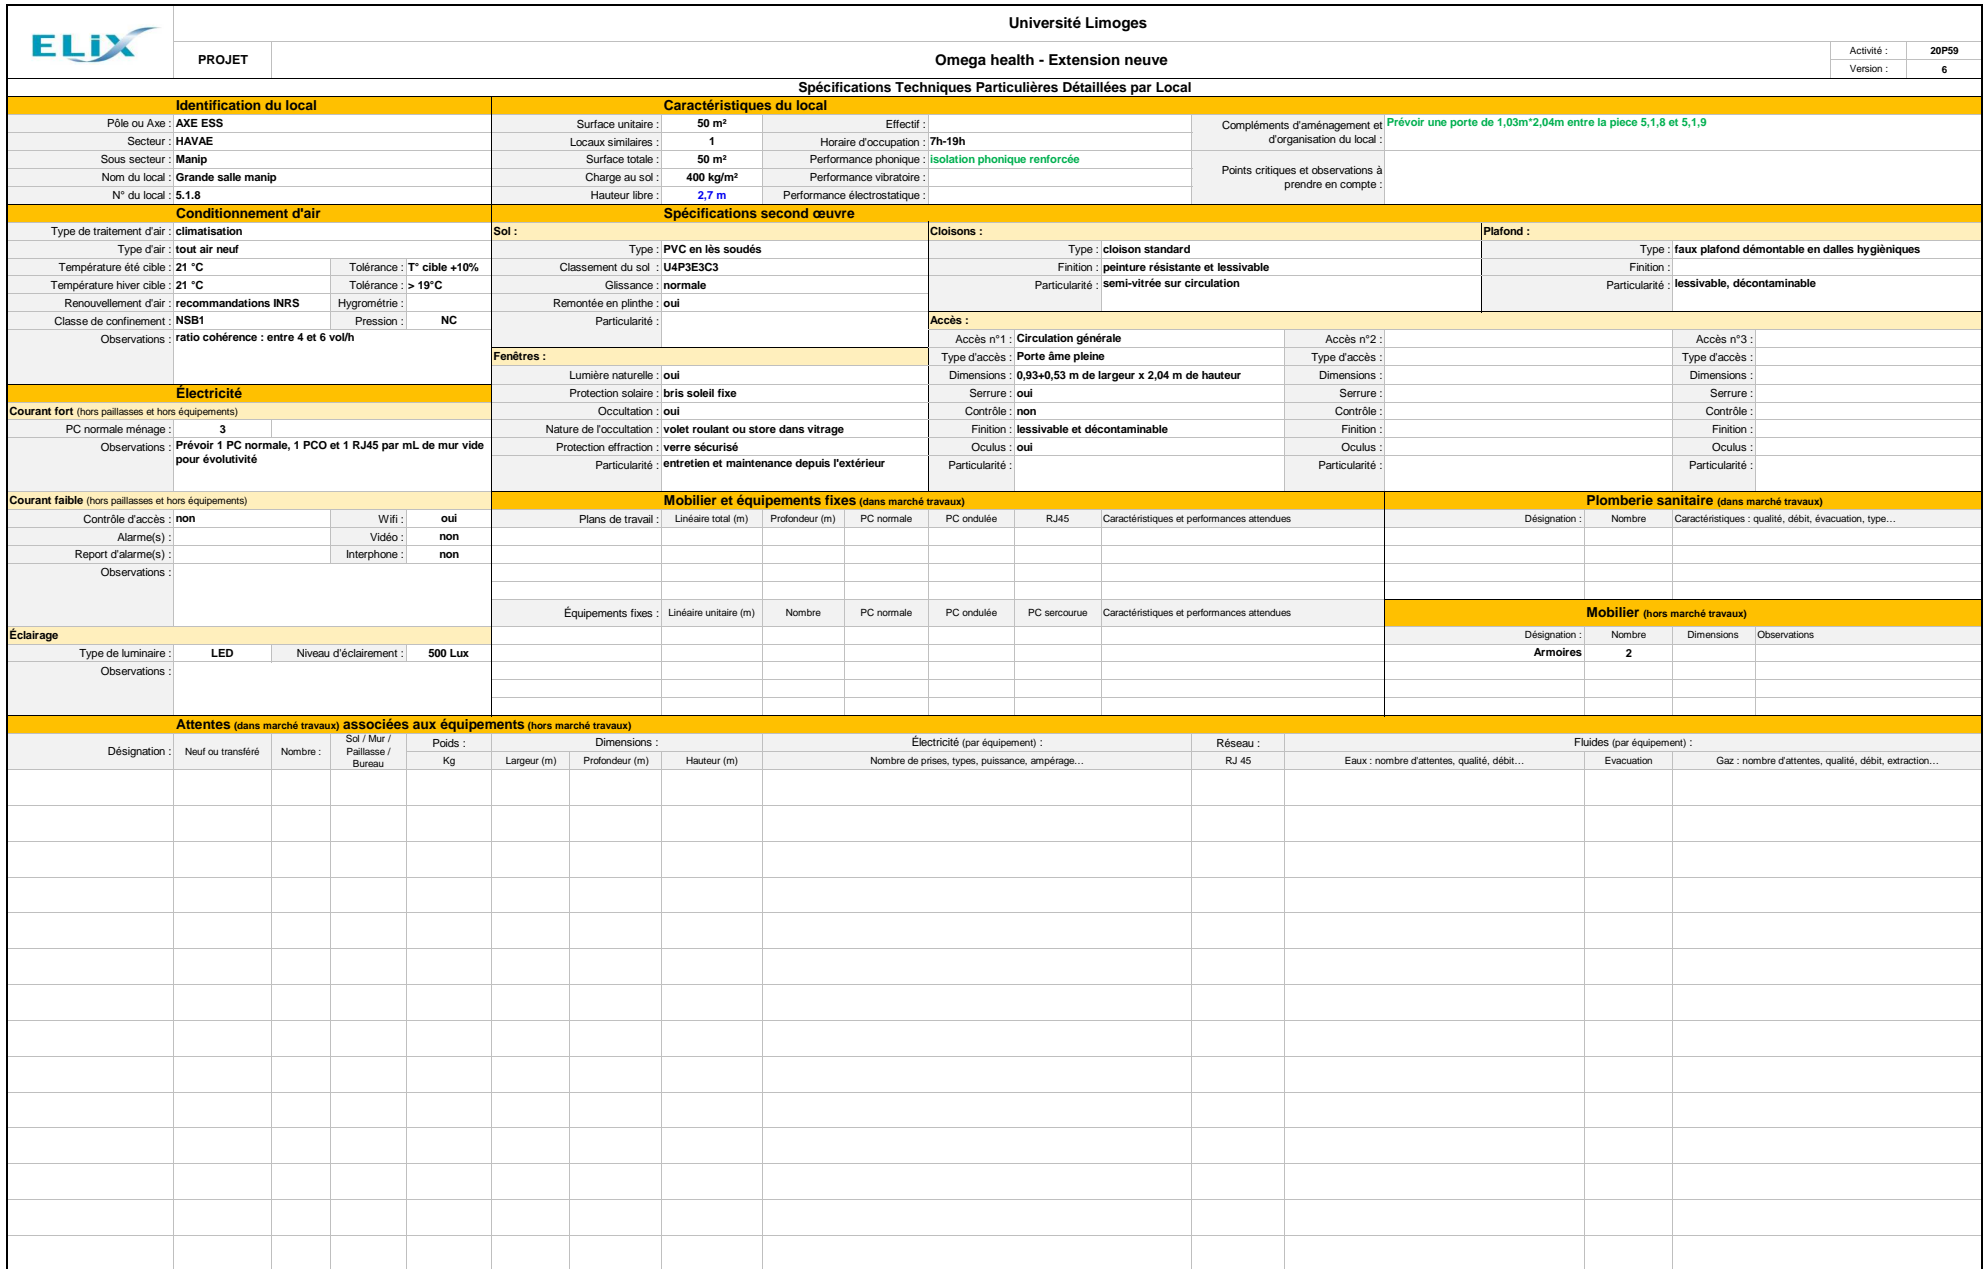 ELiX
Université Limoges
PROJET
Omega health - Extension neuve
Activité : 20P59
Version : 6
Spécifications Techniques Particulières Détaillées par Local
Identification du local
Pôle ou Axe : AXE ESS
Secteur : HAVAE
Sous secteur : Manip
Nom du local : Grande salle manip
N° du local : 5.1.8
Caractéristiques du local
Surface unitaire : 50 m²
Locaux similaires : 1
Surface totale : 50 m²
Charge au sol : 400 kg/m²
Hauteur libre : 2,7 m
Effectif :
Horaire d'occupation : 7h-19h
Performance phonique : isolation phonique renforcée
Performance vibratoire :
Performance électrostatique :
Compléments d'aménagement et
d'organisation du local :
Prévoir une porte de 1,03m*2,04m entre la piece 5,1,8 et 5,1,9
Points critiques et observations à
prendre en compte :
Conditionnement d'air
Type de traitement d'air : climatisation
Type d'air : tout air neuf
Température été cible : 21 °C Tolérance : T° cible +10%
Température hiver cible : 21 °C Tolérance : > 19°C
Renouvellement d'air : recommandations INRS Hygrométrie :
Classe de confinement : NSB1 Pression : NC
Observations : ratio cohérence : entre 4 et 6 vol/h
Spécifications second œuvre
Sol :
Type : PVC en lès soudés
Classement du sol : U4P3E3C3
Glissance : normale
Remontée en plinthe : oui
Particularité :
Cloisons :
Type : cloison standard
Finition : peinture résistante et lessivable
Particularité : semi-vitrée sur circulation
Plafond :
Type : faux plafond démontable en dalles hygièniques
Finition :
Particularité : lessivable, décontaminable
Fenêtres :
Lumière naturelle : oui
Protection solaire : bris soleil fixe
Occultation : oui
Nature de l'occultation : volet roulant ou store dans vitrage
Protection effraction : verre sécurisé
Particularité : entretien et maintenance depuis l'extérieur
Accès :
Accès n°1 : Circulation générale
Type d'accès : Porte âme pleine
Dimensions : 0,93+0,53 m de largeur x 2,04 m de hauteur
Serrure : oui
Contrôle : non
Finition : lessivable et décontaminable
Oculus : oui
Particularité :
Accès n°2 :
Type d'accès :
Dimensions :
Serrure :
Contrôle :
Finition :
Oculus :
Particularité :
Accès n°3 :
Type d'accès :
Dimensions :
Serrure :
Contrôle :
Finition :
Oculus :
Particularité :
Électricité
Courant fort (hors paillasses et hors équipements)
PC normale ménage : 3
Observations : Prévoir 1 PC normale, 1 PCO et 1 RJ45 par mL de mur vide
pour évolutivité
Courant faible (hors paillasses et hors équipements)
Contrôle d'accès : non Wifi : oui
Alarme(s) : Vidéo : non
Report d'alarme(s) : Interphone : non
Observations :
Éclairage
Type de luminaire : LED Niveau d'éclairement : 500 Lux
Observations :
Mobilier et équipements fixes (dans marché travaux)
Plans de travail : Linéaire total (m) Profondeur (m) PC normale PC ondulée RJ45 Caractéristiques et performances attendues
Équipements fixes : Linéaire unitaire (m) Nombre PC normale PC ondulée PC sercourue Caractéristiques et performances attendues
Plomberie sanitaire (dans marché travaux)
Désignation : Nombre Caractéristiques : qualité, débit, évacuation, type…
Mobilier (hors marché travaux)
Désignation : Nombre Dimensions Observations
Armoires 2
Attentes (dans marché travaux) associées aux équipements (hors marché travaux)
Désignation : Neuf ou transféré Nombre : Sol / Mur /
Paillasse /
Bureau
Poids :
Kg
Dimensions :
Largeur (m) Profondeur (m) Hauteur (m)
Électricité (par équipement) :
Nombre de prises, types, puissance, ampérage…
Réseau :
RJ 45
Fluides (par équipement) :
Eaux : nombre d'attentes, qualité, débit… Evacuation Gaz : nombre d'attentes, qualité, débit, extraction…